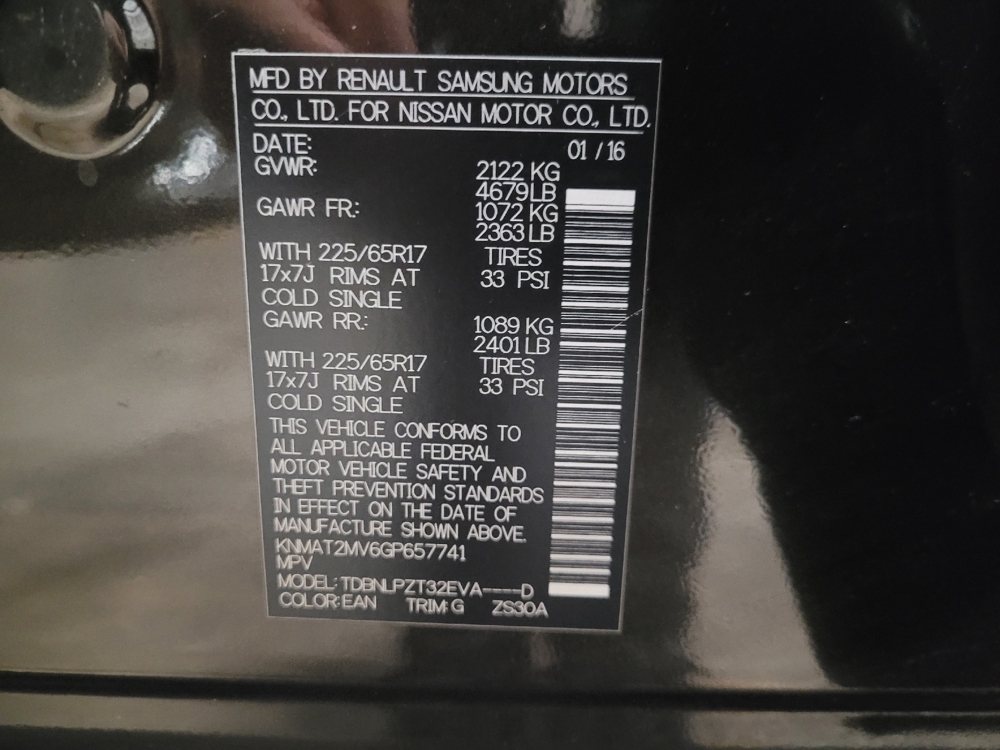 MFD BY RENAULT SAMSUNG MOTORS
CO., LTD. FOR NISSAN MOTOR CO., LTD.
DATE: 01 / 16
GVWR: 2122 KG
4679 LB
GAWR FR.: 1072 KG
2363 LB
WITH 225/65R17 TIRES
17x7J RIMS AT 33 PSI
COLD SINGLE
GAWR RR.: 1089 KG
2401 LB
WITH 225/65R17 TIRES
17x7J RIMS AT 33 PSI
COLD SINGLE
THIS VEHICLE CONFORMS TO
ALL APPLICABLE FEDERAL
MOTOR VEHICLE SAFETY AND
THEFT PREVENTION STANDARDS
IN EFFECT ON THE DATE OF
MANUFACTURE SHOWN ABOVE.
KNMAT2MV6GP657741
MPV
MODEL: TDBNLPZT32EVA----D
COLOR:EAN TRIM:G ZS30A